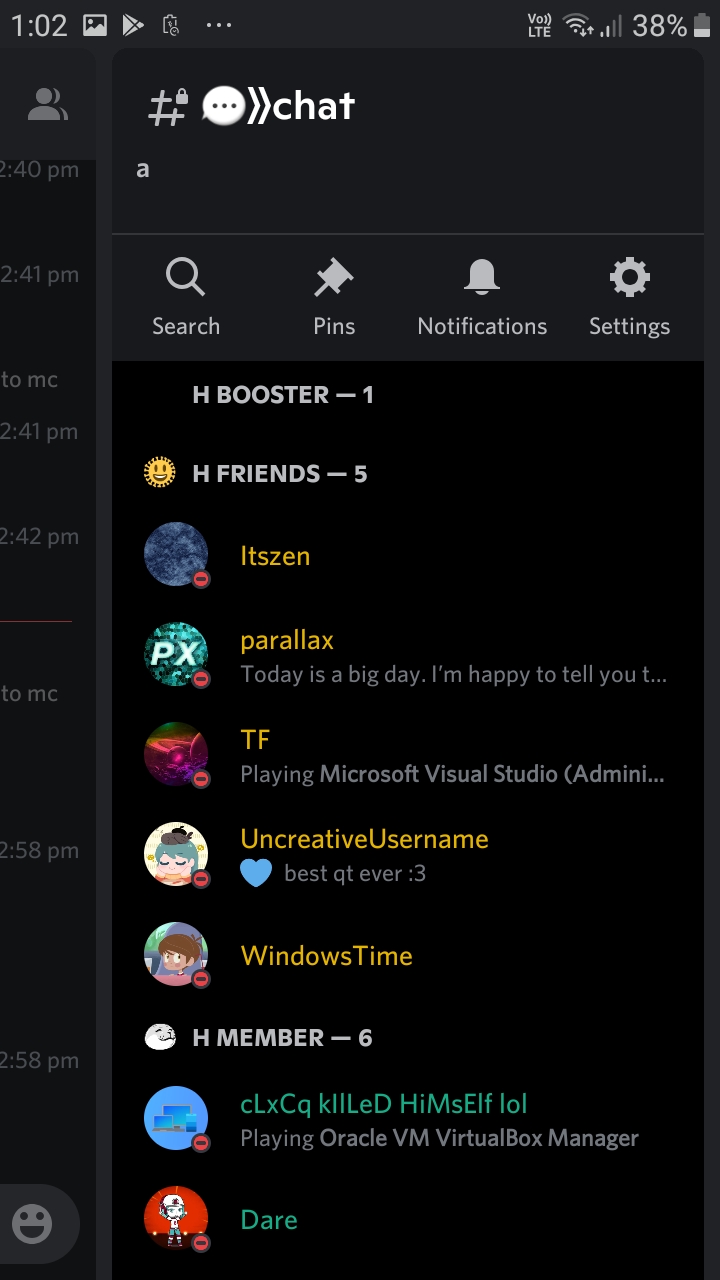 1:02 ... Vo)) LTE 38%
#💬⟫chat
a
2:40 pm
2:41 pm
Search Pins Notifications Settings
to mc
H BOOSTER — 1
2:41 pm
H FRIENDS — 5
2:42 pm
Itszen
PX
parallax
Today is a big day. I'm happy to tell you t...
to mc
TF
Playing Microsoft Visual Studio (Admini...
2:58 pm
UncreativeUsername
💙 best qt ever :3
WindowsTime
H MEMBER — 6
2:58 pm
cLxCq kIlLeD HiMsElf lol
Playing Oracle VM VirtualBox Manager
Dare